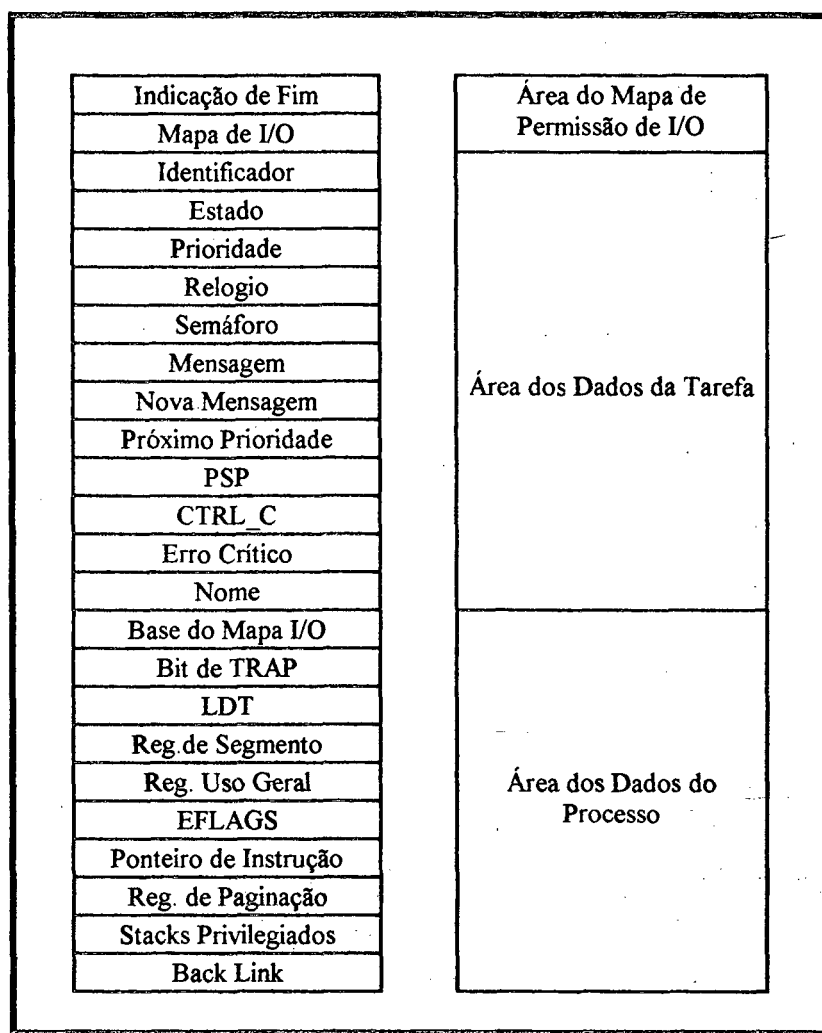 Indicação de Fim
Mapa de I/O
Identificador
Estado
Prioridade
Relogio
Semáforo
Mensagem
Nova Mensagem
Próximo Prioridade
PSP
CTRL_C
Erro Crítico
Nome
Base do Mapa I/O
Bit de TRAP
LDT
Reg.de Segmento
Reg. Uso Geral
EFLAGS
Ponteiro de Instrução
Reg. de Paginação
Stacks Privilegiados
Back Link
Área do Mapa de
Permissão de I/O
Área dos Dados da Tarefa
Área dos Dados do
Processo